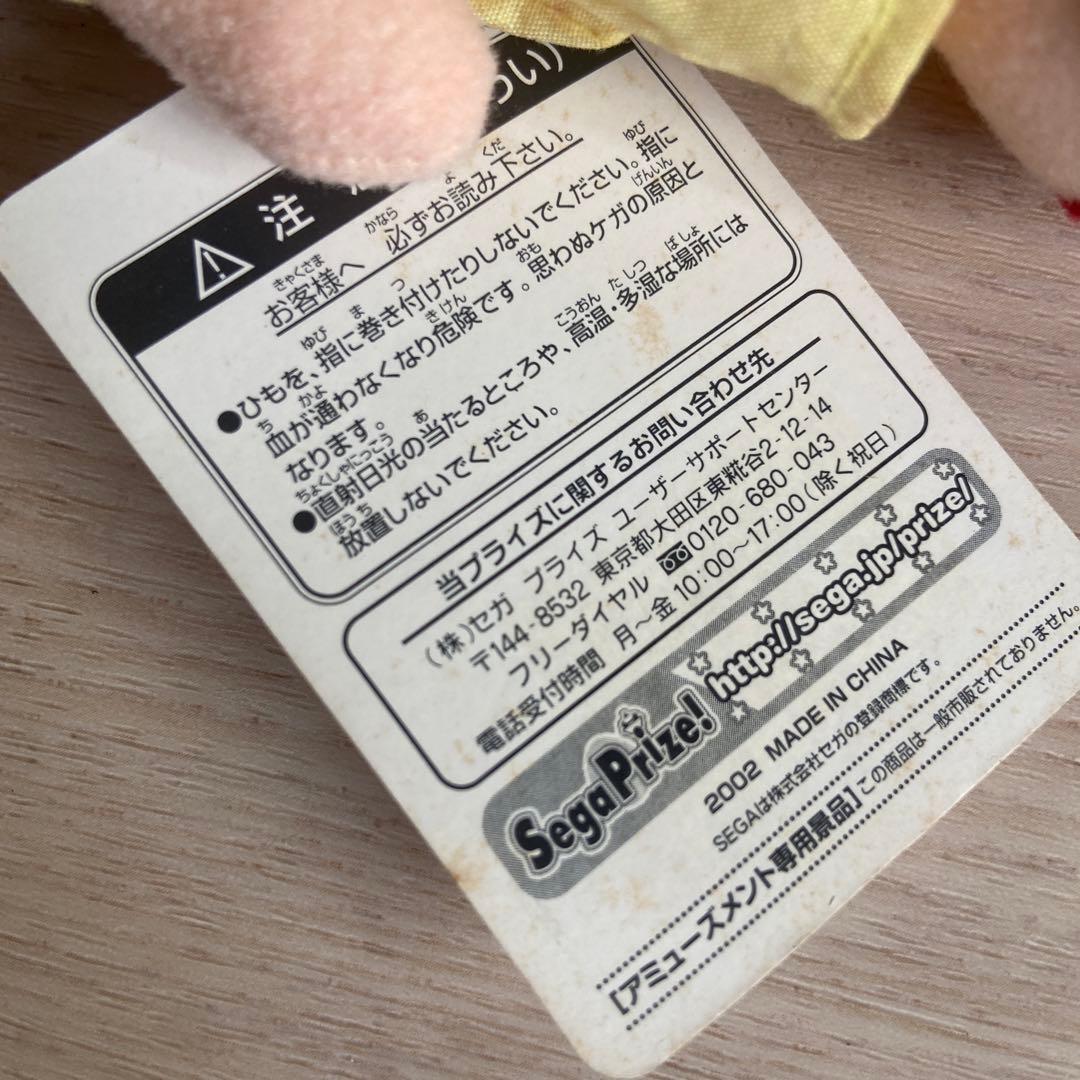 注
お客様へ 必ずお読み下さい。
●ひもを、指に巻き付けたりしないでください。指に
血が通わなくなり危険です。思わぬケガの原因と
なります。
●直射日光の当たるところや、高温・多湿な場所には
放置しないでください。
当プライズに関するお問い合わせ先
(株)セガ プライズ ユーザーサポートセンター
〒144-8532 東京都大田区東糀谷2-12-14
フリーダイヤル 0120-680-043
電話受付時間 月～金 10:00～17:00(除く祝日)
Sega Prize! http://sega.jp/prize/
2002 MADE IN CHINA
SEGAは株式会社セガの登録商標です。
[アミューズメント専用景品]この商品は一般市販されておりません。